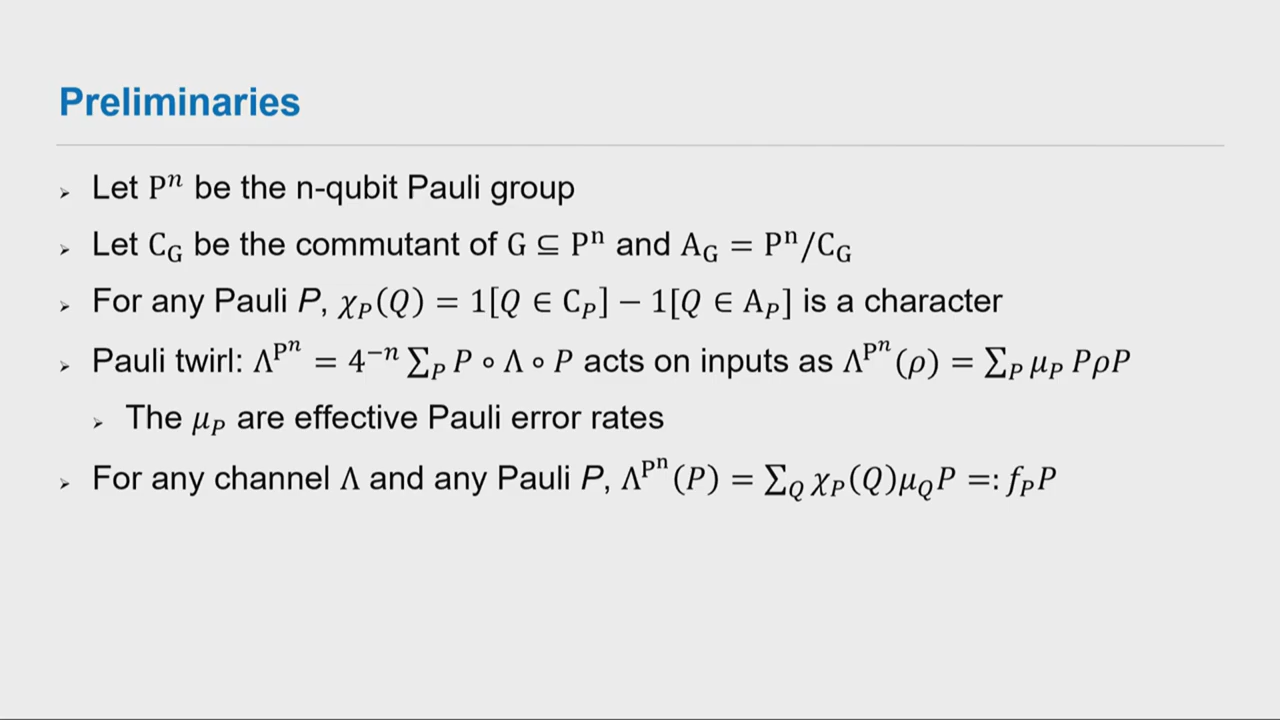 Preliminaries
Let Pⁿ be the n-qubit Pauli group
Let C_G be the commutant of G ⊆ Pⁿ and A_G = Pⁿ/C_G
For any Pauli P, χ_P(Q) = 1[Q ∈ C_P] − 1[Q ∈ A_P] is a character
Pauli twirl: Λ^{Pⁿ} = 4⁻ⁿ ∑_P P ∘ Λ ∘ P acts on inputs as Λ^{Pⁿ}(ρ) = ∑_P μ_P PρP
The μ_P are effective Pauli error rates
For any channel Λ and any Pauli P, Λ^{Pⁿ}(P) = ∑_Q χ_P(Q)μ_Q P =: f_P P